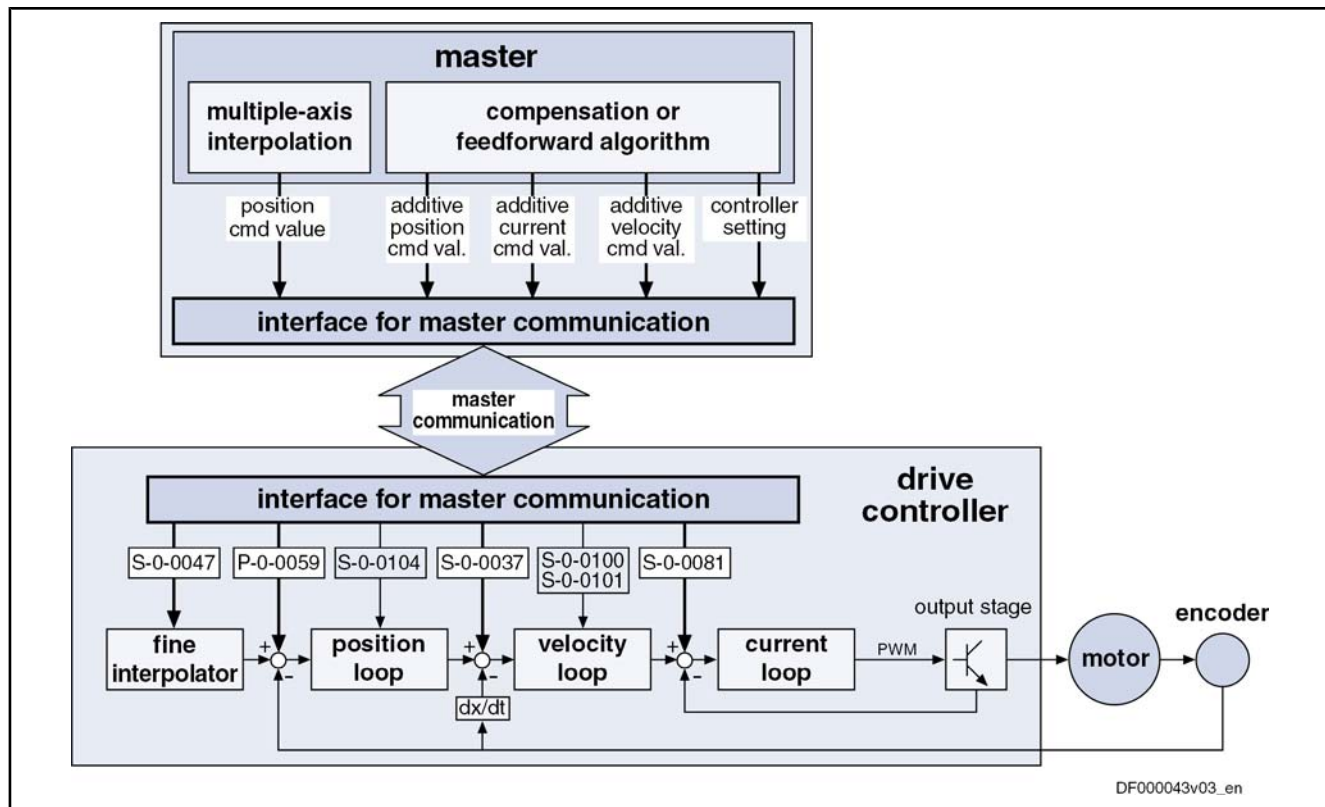 master
multiple-axis
interpolation
compensation or
feedforward algorithm
position
cmd value
additive
position
cmd val.
additive
current
cmd val.
additive
velocity
cmd val.
controller
setting
interface for master communication
master
communication
drive
controller
interface for master communication
S-0-0047
P-0-0059
S-0-0104
S-0-0037
S-0-0100
S-0-0101
S-0-0081
output stage
encoder
fine
interpolator
+
-
position
loop
+
-
velocity
loop
+
-
current
loop
PWM
motor
dx/dt
DF000043v03_en